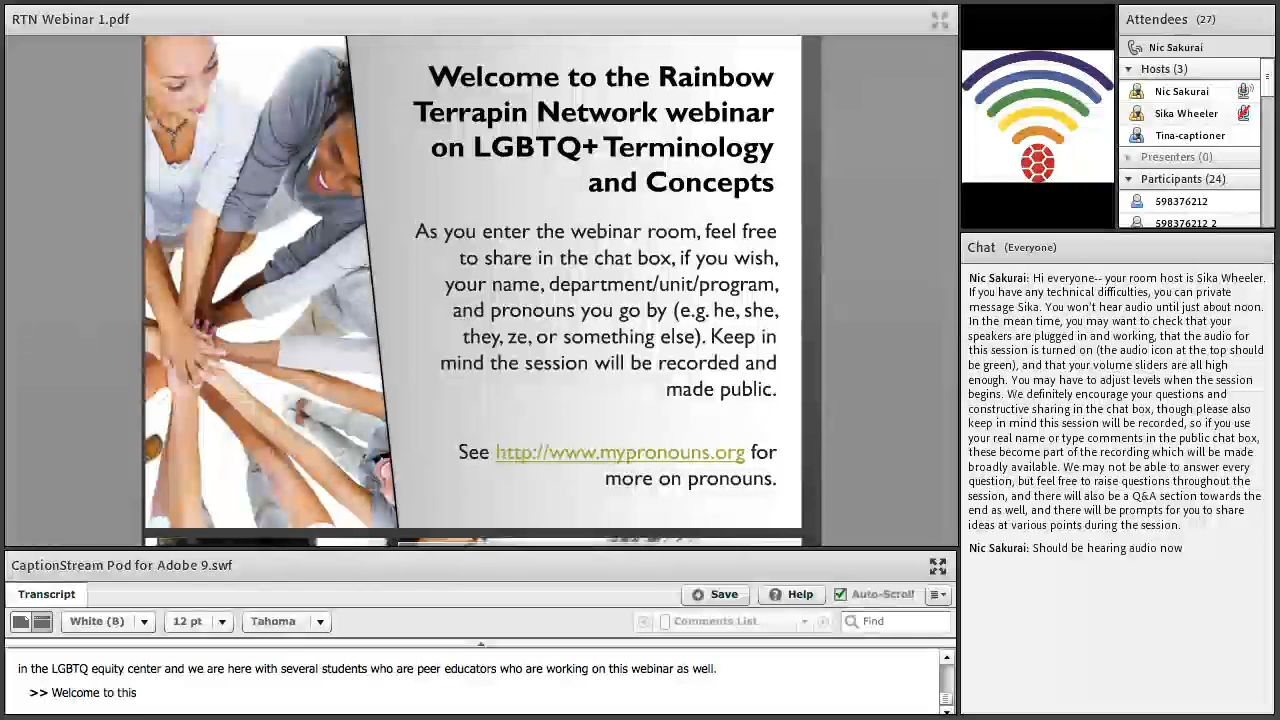 RTN Webinar 1.pdf
Welcome to the Rainbow
Terrapin Network webinar
on LGBTQ+ Terminology
and Concepts
As you enter the webinar room, feel free
to share in the chat box, if you wish,
your name, department/unit/program,
and pronouns you go by (e.g. he, she,
they, ze, or something else). Keep in
mind the session will be recorded and
made public.
See http://www.mypronouns.org for
more on pronouns.
CaptionStream Pod for Adobe 9.swf
Transcript
Save
Help
Auto-Scroll
White (8)
12 pt
Tahoma
Comments List
Find
in the LGBTQ equity center and we are here with several students who are peer educators who are working on this webinar as well.
>> Welcome to this
Attendees (27)
Nic Sakurai
Hosts (3)
Nic Sakurai
Sika Wheeler
Tina-captioner
Presenters (0)
Participants (24)
598376212
598376212 2
Chat (Everyone)
Nic Sakurai: Hi everyone-- your room host is Sika Wheeler.
If you have any technical difficulties, you can private
message Sika. You won't hear audio until just about noon.
In the mean time, you may want to check that your
speakers are plugged in and working, that the audio for
this session is turned on (the audio icon at the top should
be green), and that your volume sliders are all high
enough. You may have to adjust levels when the session
begins. We definitely encourage your questions and
constructive sharing in the chat box, though please also
keep in mind this session will be recorded, so if you use
your real name or type comments in the public chat box,
these become part of the recording which will be made
broadly available. We may not be able to answer every
question, but feel free to raise questions throughout the
session, and there will also be a Q&A section towards the
end as well, and there will be prompts for you to share
ideas at various points during the session.
Nic Sakurai: Should be hearing audio now